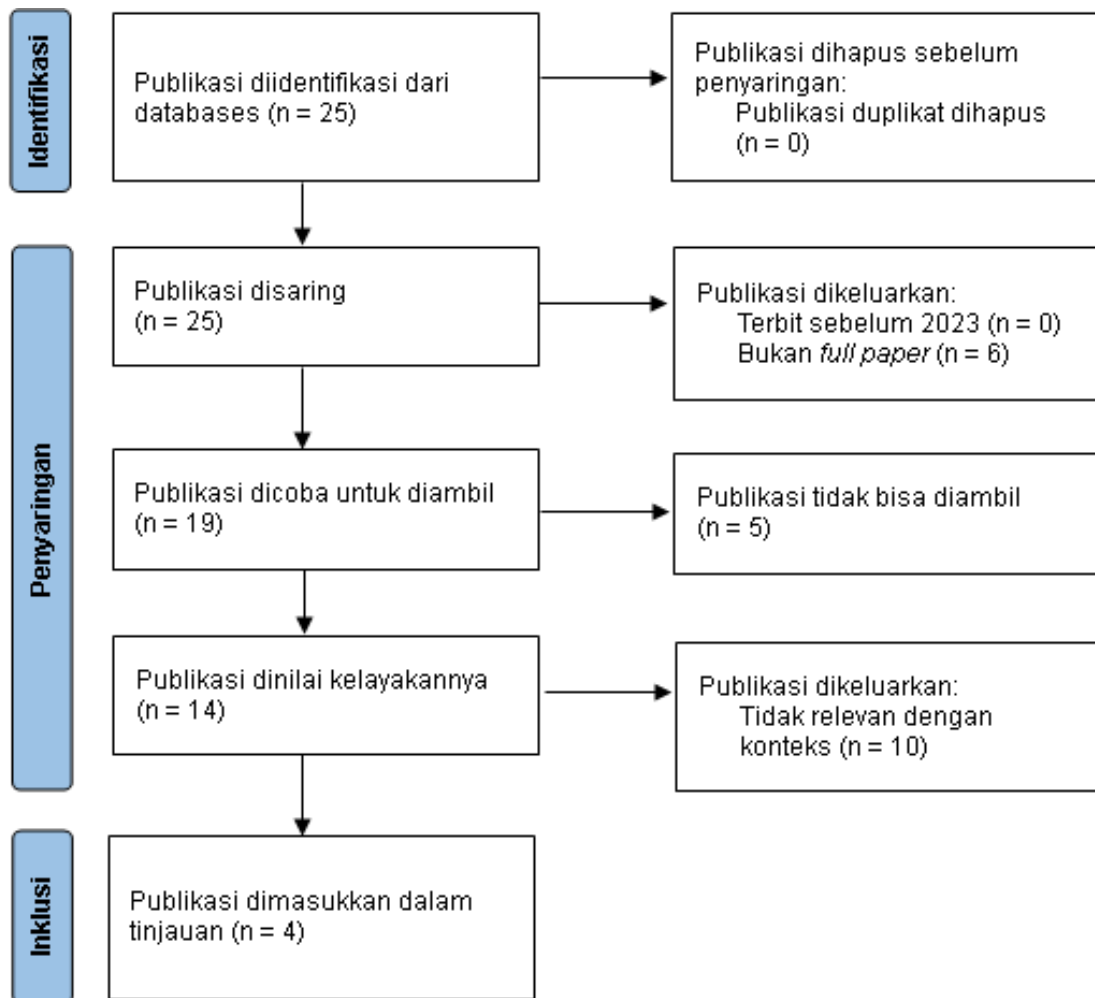 Identifikasi
Publikasi diidentifikasi dari
databases (n = 25)
Publikasi dihapus sebelum
penyaringan:
Publikasi duplikat dihapus
(n = 0)
Penyaringan
Publikasi disaring
(n = 25)
Publikasi dikeluarkan:
Terbit sebelum 2023 (n = 0)
Bukan full paper (n = 6)
Publikasi dicoba untuk diambil
(n = 19)
Publikasi tidak bisa diambil
(n = 5)
Publikasi dinilai kelayakannya
(n = 14)
Publikasi dikeluarkan:
Tidak relevan dengan
konteks (n = 10)
Inklusi
Publikasi dimasukkan dalam
tinjauan (n = 4)